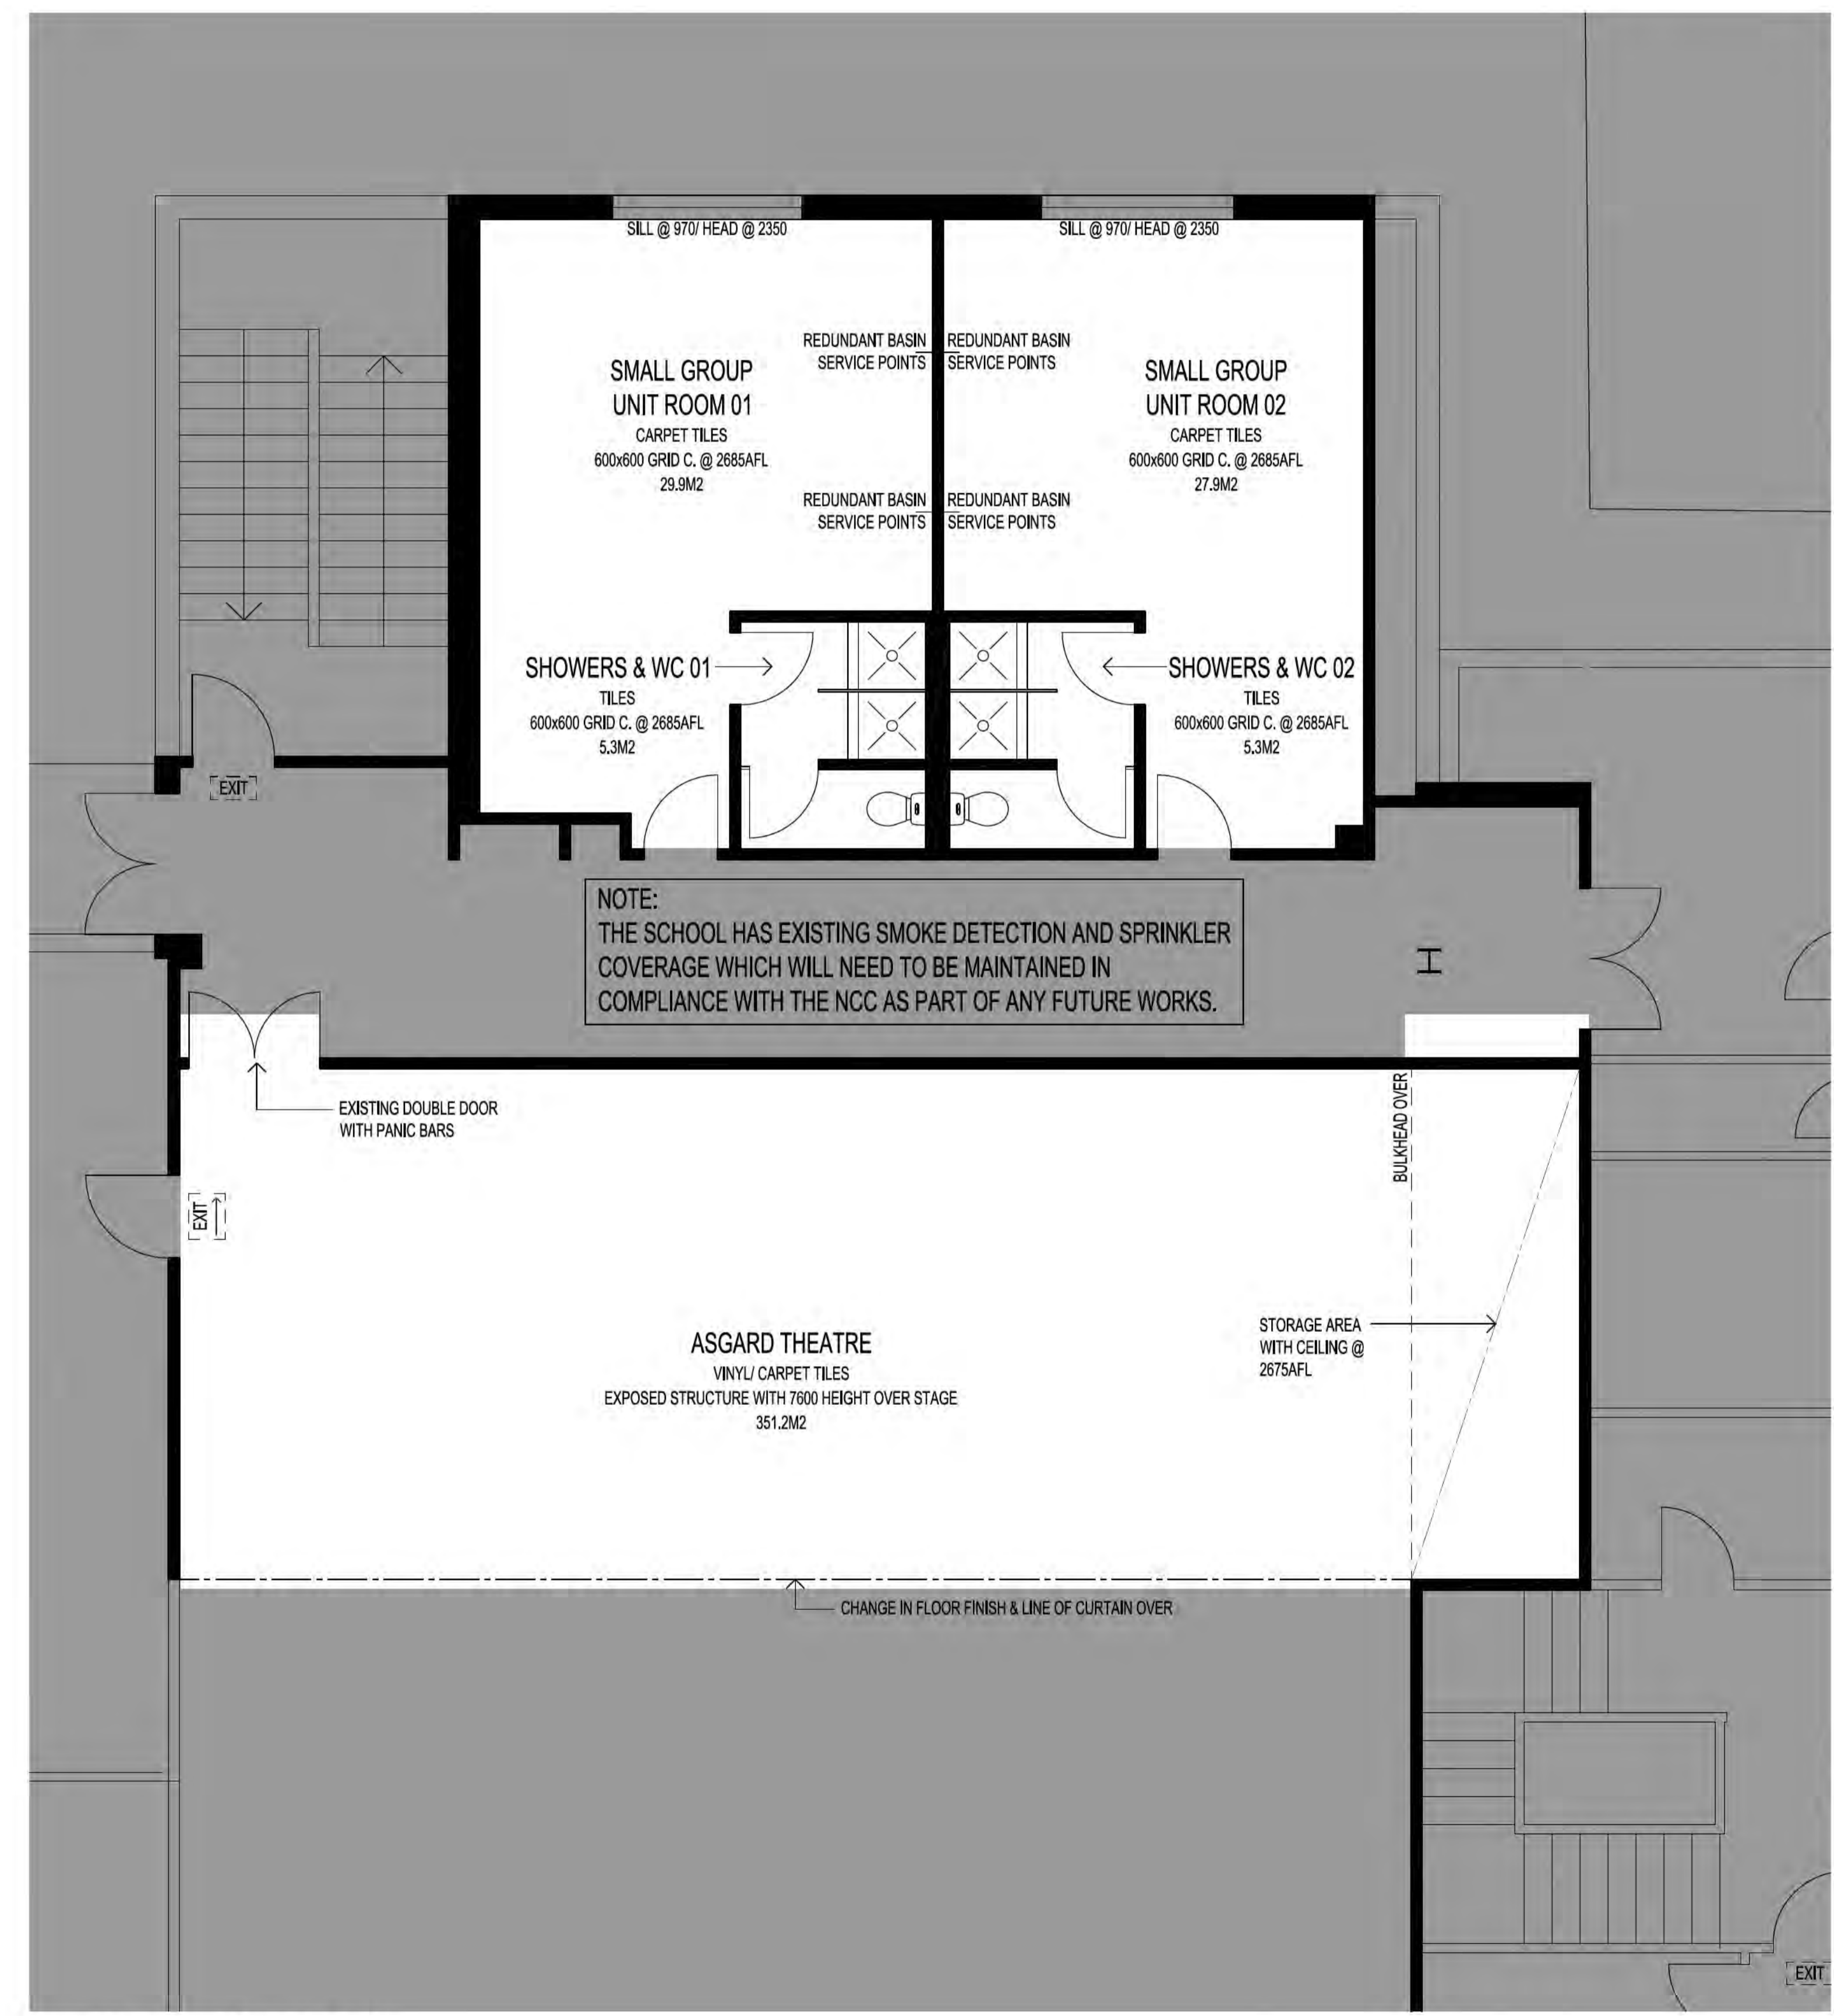 SILL @ 970/ HEAD @ 2350
SILL @ 970/ HEAD @ 2350
REDUNDANT BASIN
SERVICE POINTS
REDUNDANT BASIN
SERVICE POINTS
SMALL GROUP
UNIT ROOM 01
CARPET TILES
600x600 GRID C. @ 2685AFL
29.9M2
SMALL GROUP
UNIT ROOM 02
CARPET TILES
600x600 GRID C. @ 2685AFL
27.9M2
REDUNDANT BASIN
SERVICE POINTS
REDUNDANT BASIN
SERVICE POINTS
SHOWERS & WC 01
TILES
600x600 GRID C. @ 2685AFL
5.3M2
SHOWERS & WC 02
TILES
600x600 GRID C. @ 2685AFL
5.3M2
EXIT
NOTE:
THE SCHOOL HAS EXISTING SMOKE DETECTION AND SPRINKLER
COVERAGE WHICH WILL NEED TO BE MAINTAINED IN
COMPLIANCE WITH THE NCC AS PART OF ANY FUTURE WORKS.
EXISTING DOUBLE DOOR
WITH PANIC BARS
BULKHEAD OVER
EXIT
ASGARD THEATRE
VINYL/ CARPET TILES
EXPOSED STRUCTURE WITH 7600 HEIGHT OVER STAGE
351.2M2
STORAGE AREA
WITH CEILING @
2675AFL
CHANGE IN FLOOR FINISH & LINE OF CURTAIN OVER
EXIT